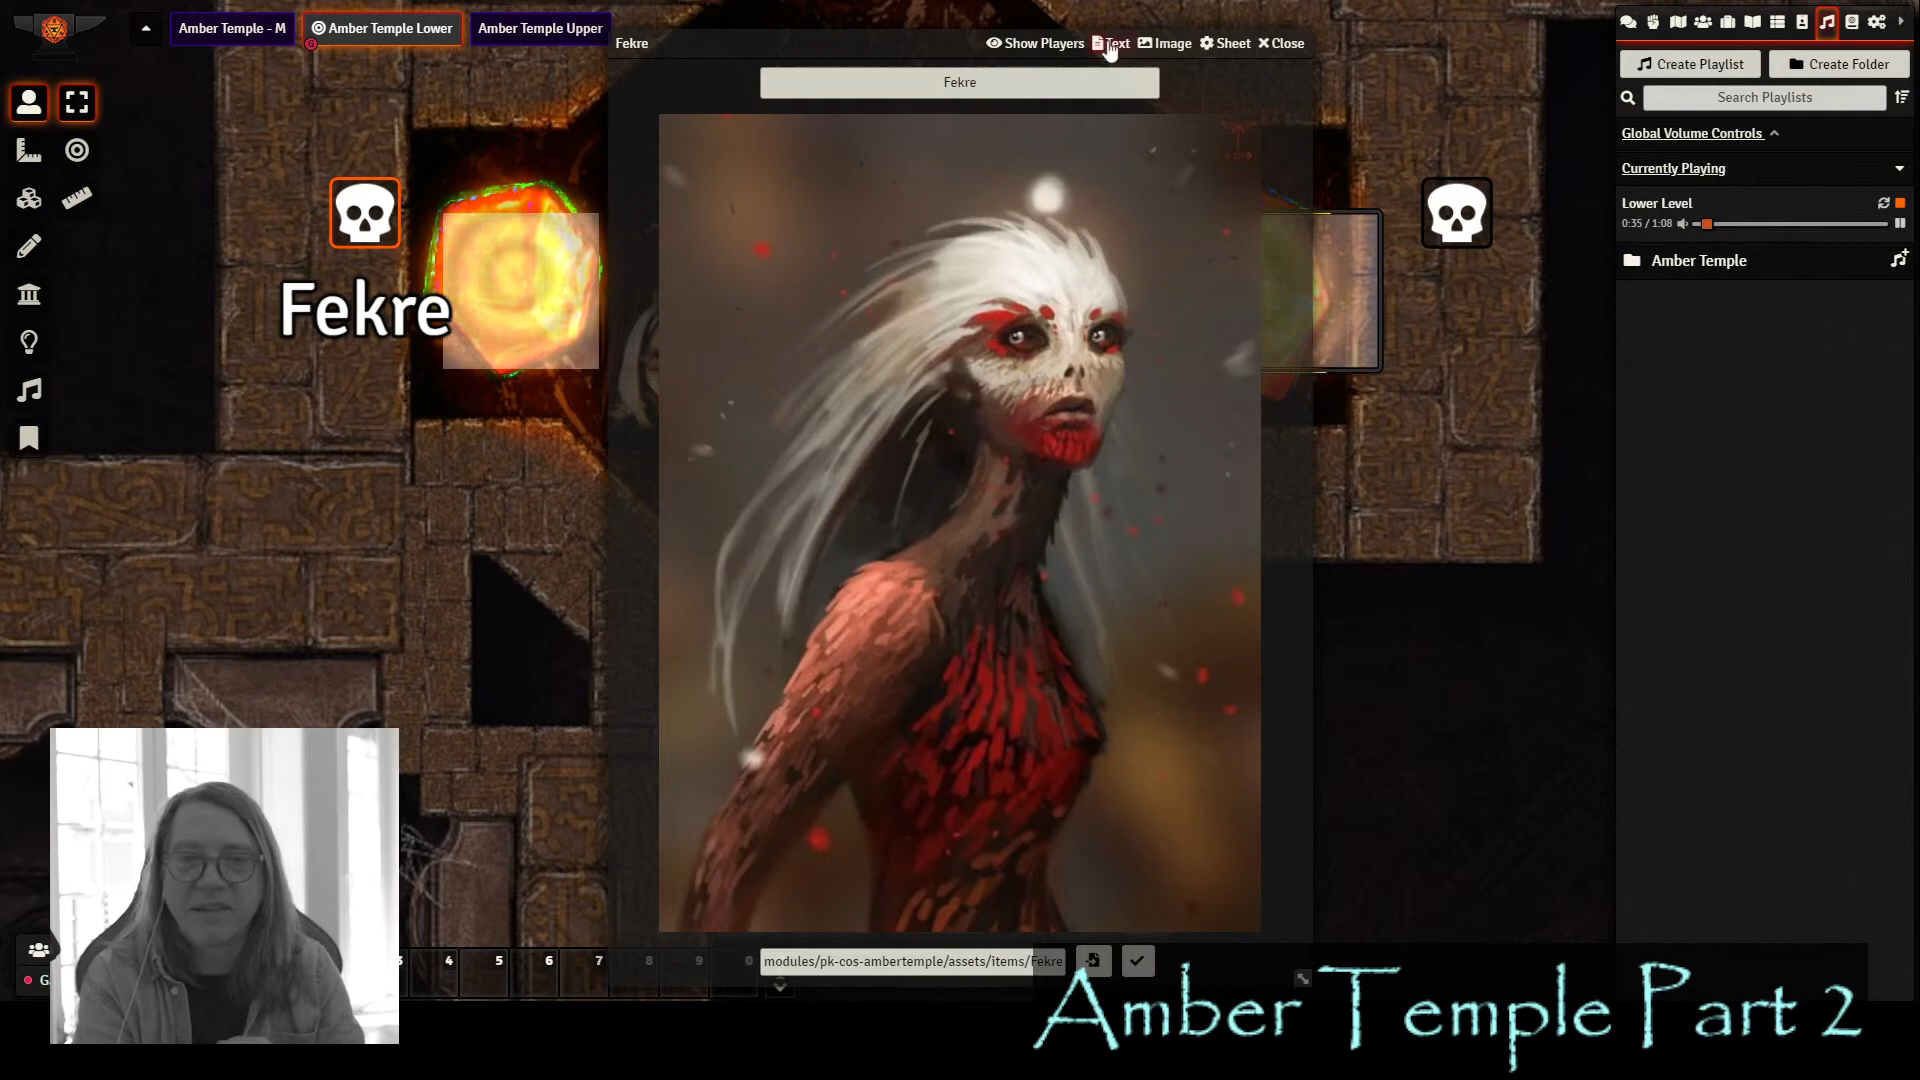 Amber Temple - M
Amber Temple Lower
Amber Temple Upper
G
Fekre
Show Players
Text
Image
Sheet
Close
Fekre
Create Playlist
Create Folder
Search Playlists
Global Volume Controls
Currently Playing
Lower Level
0:35 / 1:08
Amber Temple
Fekre
3 4 5 6 7 8 9 0
modules/pk-cos-ambertemple/assets/items/Fekre
Amber Temple Part 2